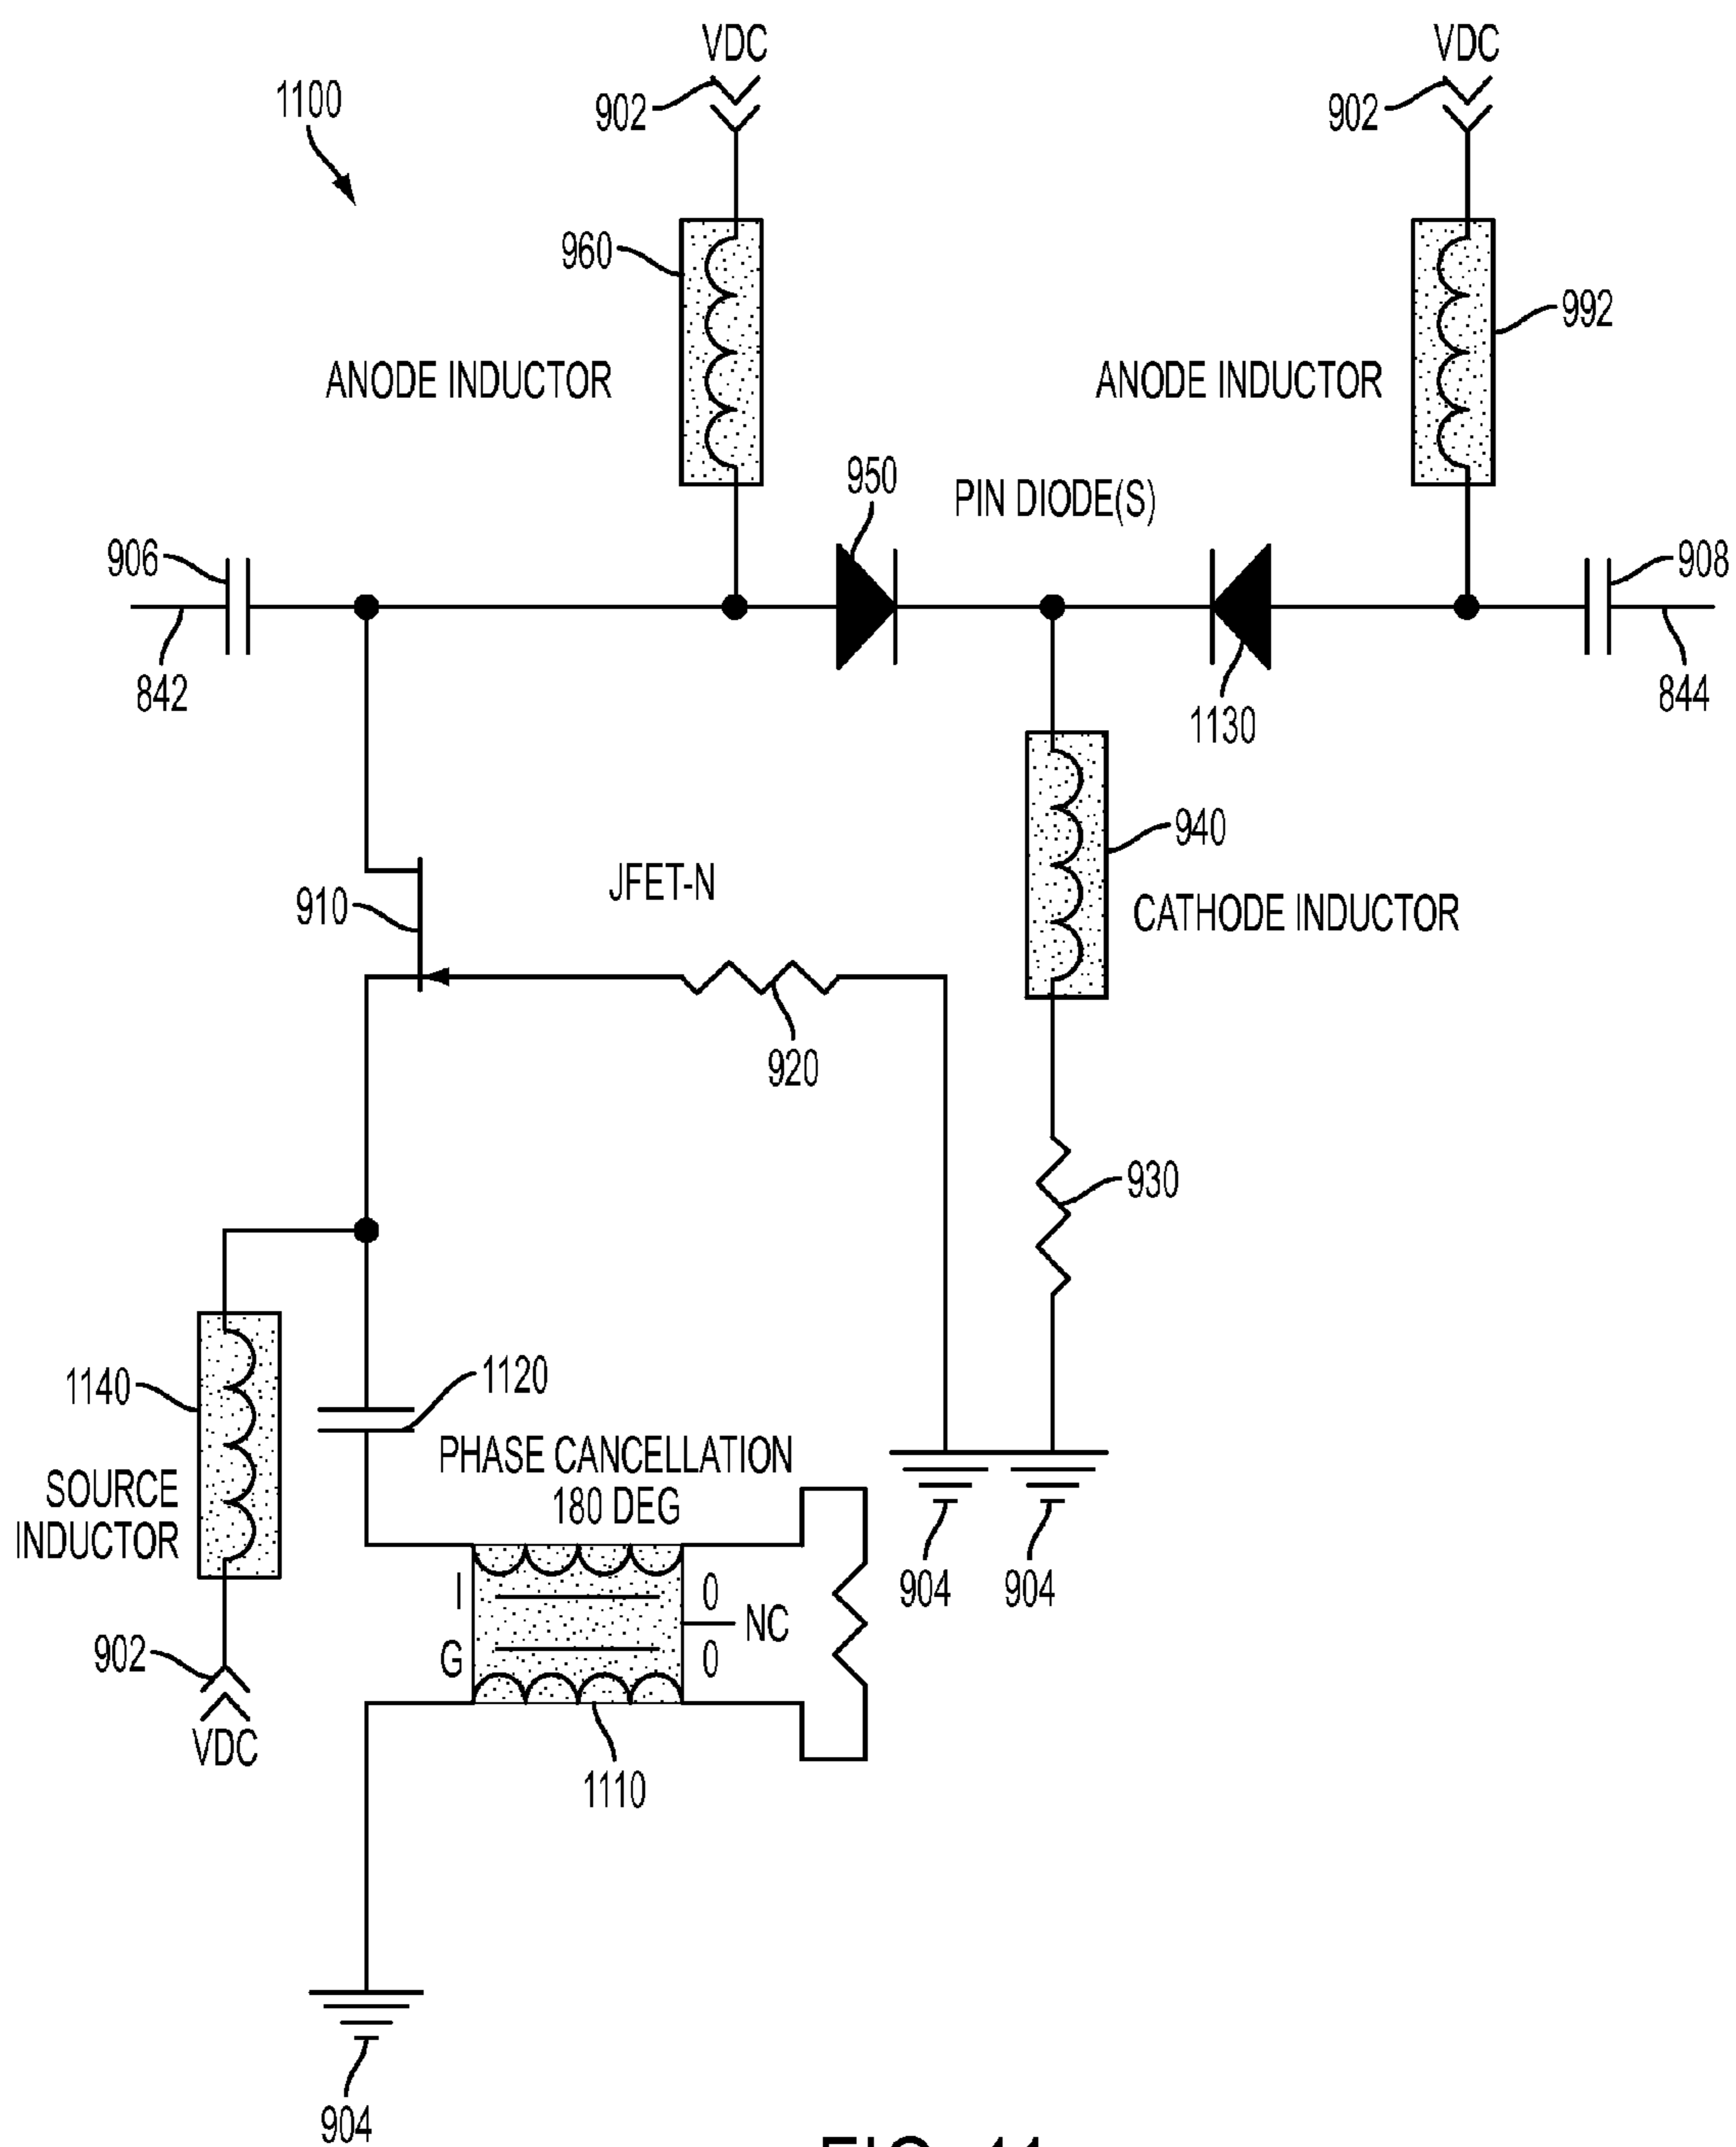 VDC
VDC
1100
902
902
960
992
ANODE INDUCTOR
ANODE INDUCTOR
950
PIN DIODE(S)
906
908
842
844
1130
940
JFET-N
910
CATHODE INDUCTOR
920
930
1140
1120
PHASE CANCELLATION
180 DEG
SOURCE
INDUCTOR
I
0
NC
G
0
904
904
902
VDC
1110
904
FIG. 11